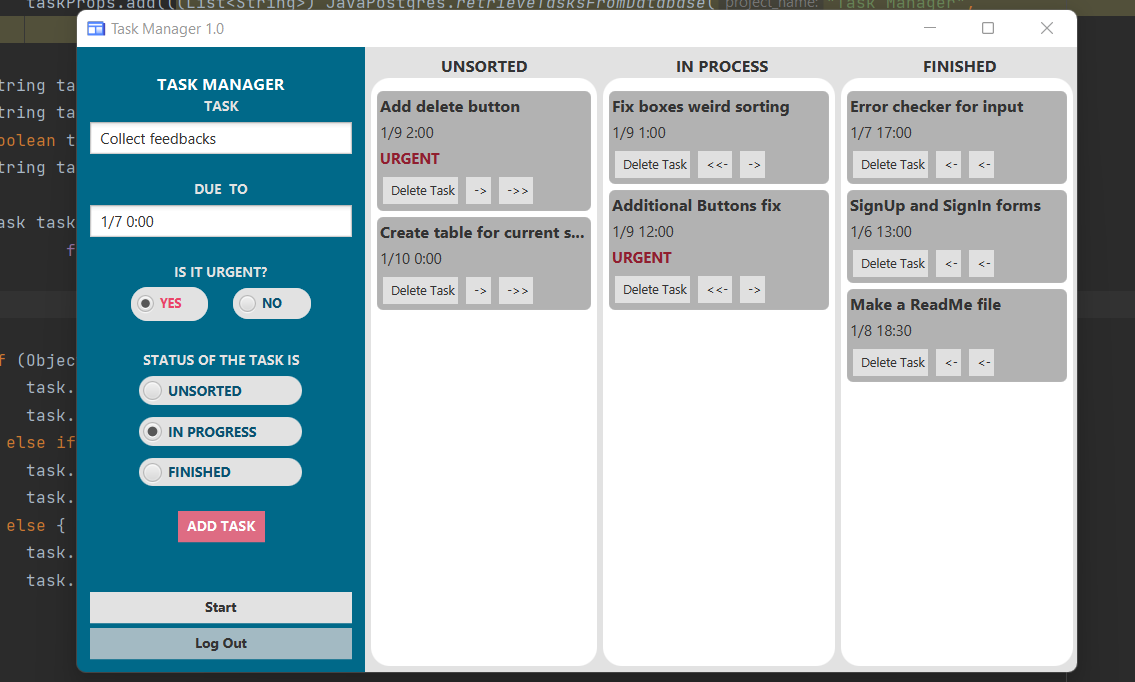 taskProps.add(((List<String>) JavaPostgres.retrieveTasksFromDatabase( project_name: "Task Manager",
Task Manager 1.0
TASK MANAGER
TASK
Collect feedbacks
DUE TO
1/7 0:00
IS IT URGENT?
YES NO
STATUS OF THE TASK IS
UNSORTED
IN PROGRESS
FINISHED
ADD TASK
Start
Log Out
UNSORTED
Add delete button
1/9 2:00
URGENT
Delete Task -> ->>
Create table for current s...
1/10 0:00
Delete Task -> ->>
IN PROCESS
Fix boxes weird sorting
1/9 1:00
Delete Task <<- ->
Additional Buttons fix
1/9 12:00
URGENT
Delete Task <<- ->
FINISHED
Error checker for input
1/7 17:00
Delete Task <- <-
SignUp and SignIn forms
1/6 13:00
Delete Task <- <-
Make a ReadMe file
1/8 18:30
Delete Task <- <-
tring ta
tring ta
oolean t
tring ta
ask task
f
f (Objec
task.
task.
else if
task.
task.
else {
task.
task.